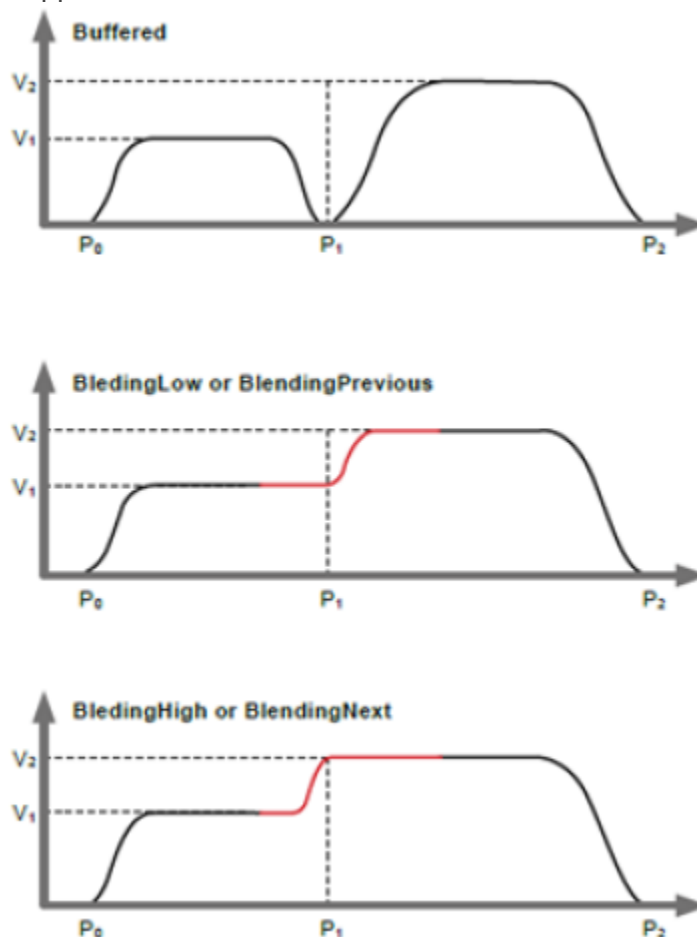 Buffered
V₂
V₁
P₀ P₁ P₂
BledingLow or BlendingPrevious
V₂
V₁
P₀ P₁ P₂
BledingHigh or BlendingNext
V₂
V₁
P₀ P₁ P₂